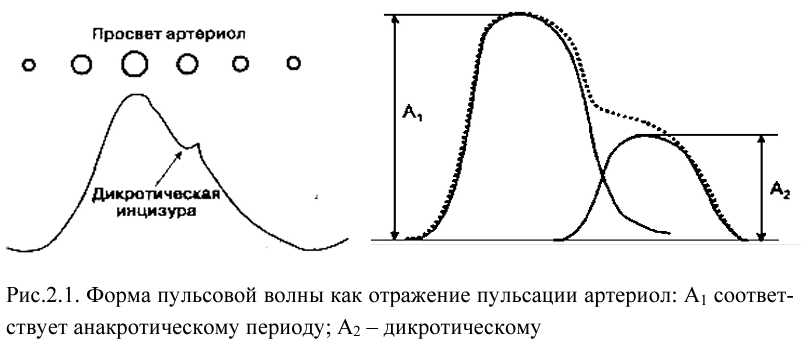 Просвет артериол
Дикротическая
инцизура
A1
A2
Рис.2.1. Форма пульсовой волны как отражение пульсации артериол: A1 соответ-
ствует анакротическому периоду; A2 – дикротическому